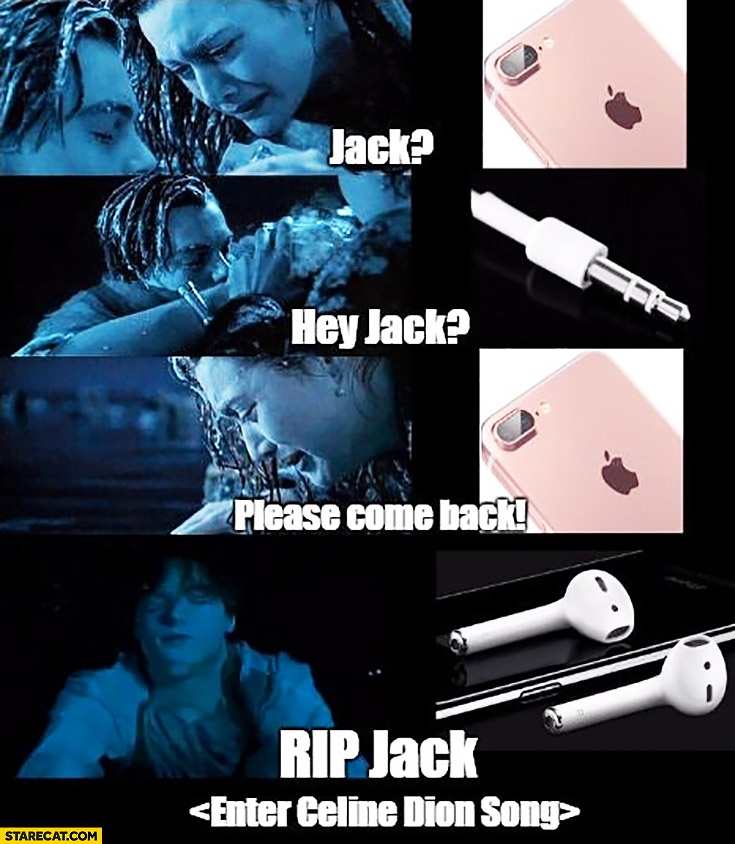 Jack?
Hey Jack?
Please come back!
RIP Jack
<Enter Celine Dion Song>
STARECAT.COM